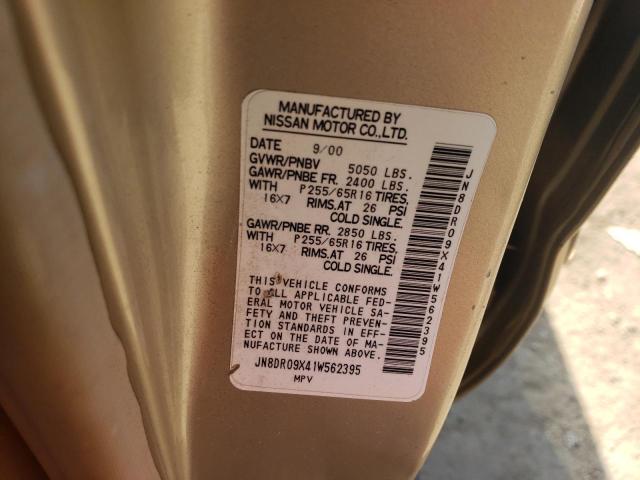 MANUFACTURED BY
NISSAN MOTOR CO., LTD.
DATE 9/00
GVWR/PNBV 5050 LBS.
GAWR/PNBE FR. 2400 LBS.
WITH P255/65R16 TIRES.
16X7 RIMS.AT 26 PSI
COLD SINGLE.
GAWR/PNBE RR. 2850 LBS.
WITH P255/65R16 TIRES.
16X7 RIMS.AT 26 PSI
COLD SINGLE.
THIS VEHICLE CONFORMS
TO ALL APPLICABLE FED-
ERAL MOTOR VEHICLE SA-
FETY AND THEFT PREVEN-
TION STANDARDS IN EFF-
ECT ON THE DATE OF MA-
NUFACTURE SHOWN ABOVE.
JN8DR09X41W562395
MPV
JN8DR09X41W562395